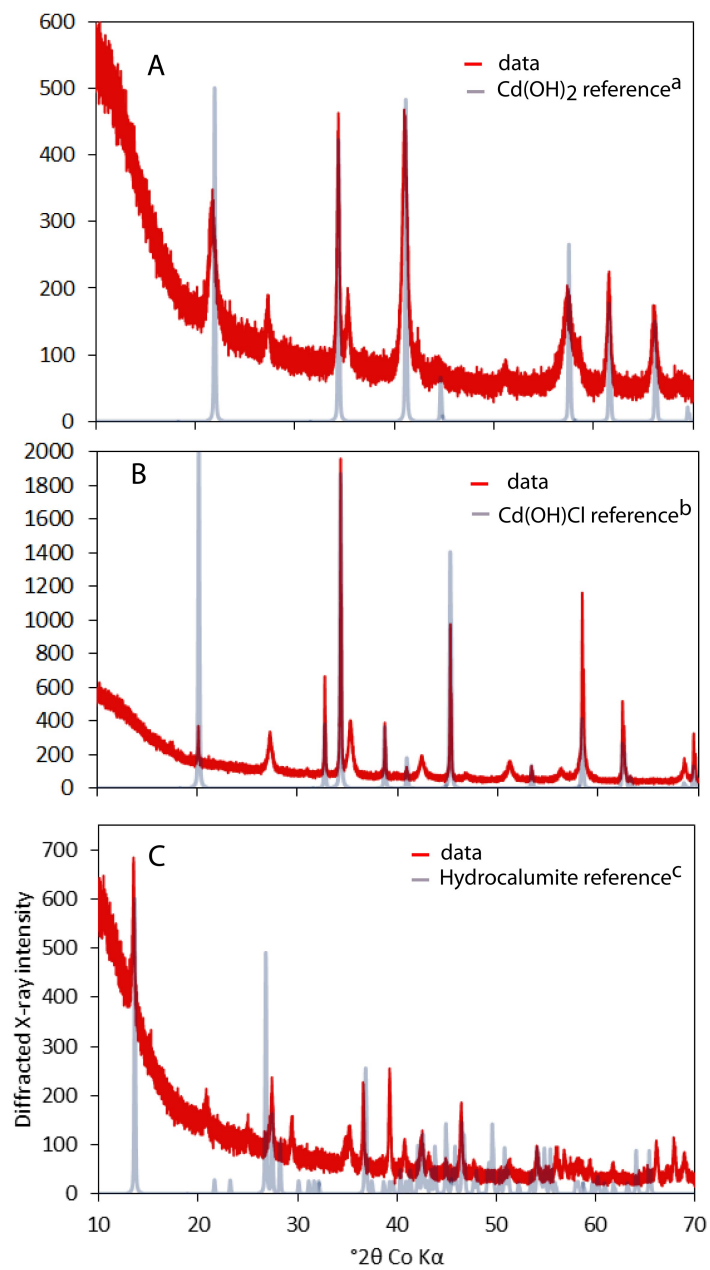 600
A
data
Cd(OH)2 referencea
500
400
300
200
100
0
2000
B
data
1800
Cd(OH)Cl referenceb
1600
1400
1200
1000
800
600
400
200
0
C
data
700
Hydrocalumite referencec
600
500
400
300
200
100
0
Diffracted X-ray intensity
10 20 30 40 50 60 70
°2θ Co Kα